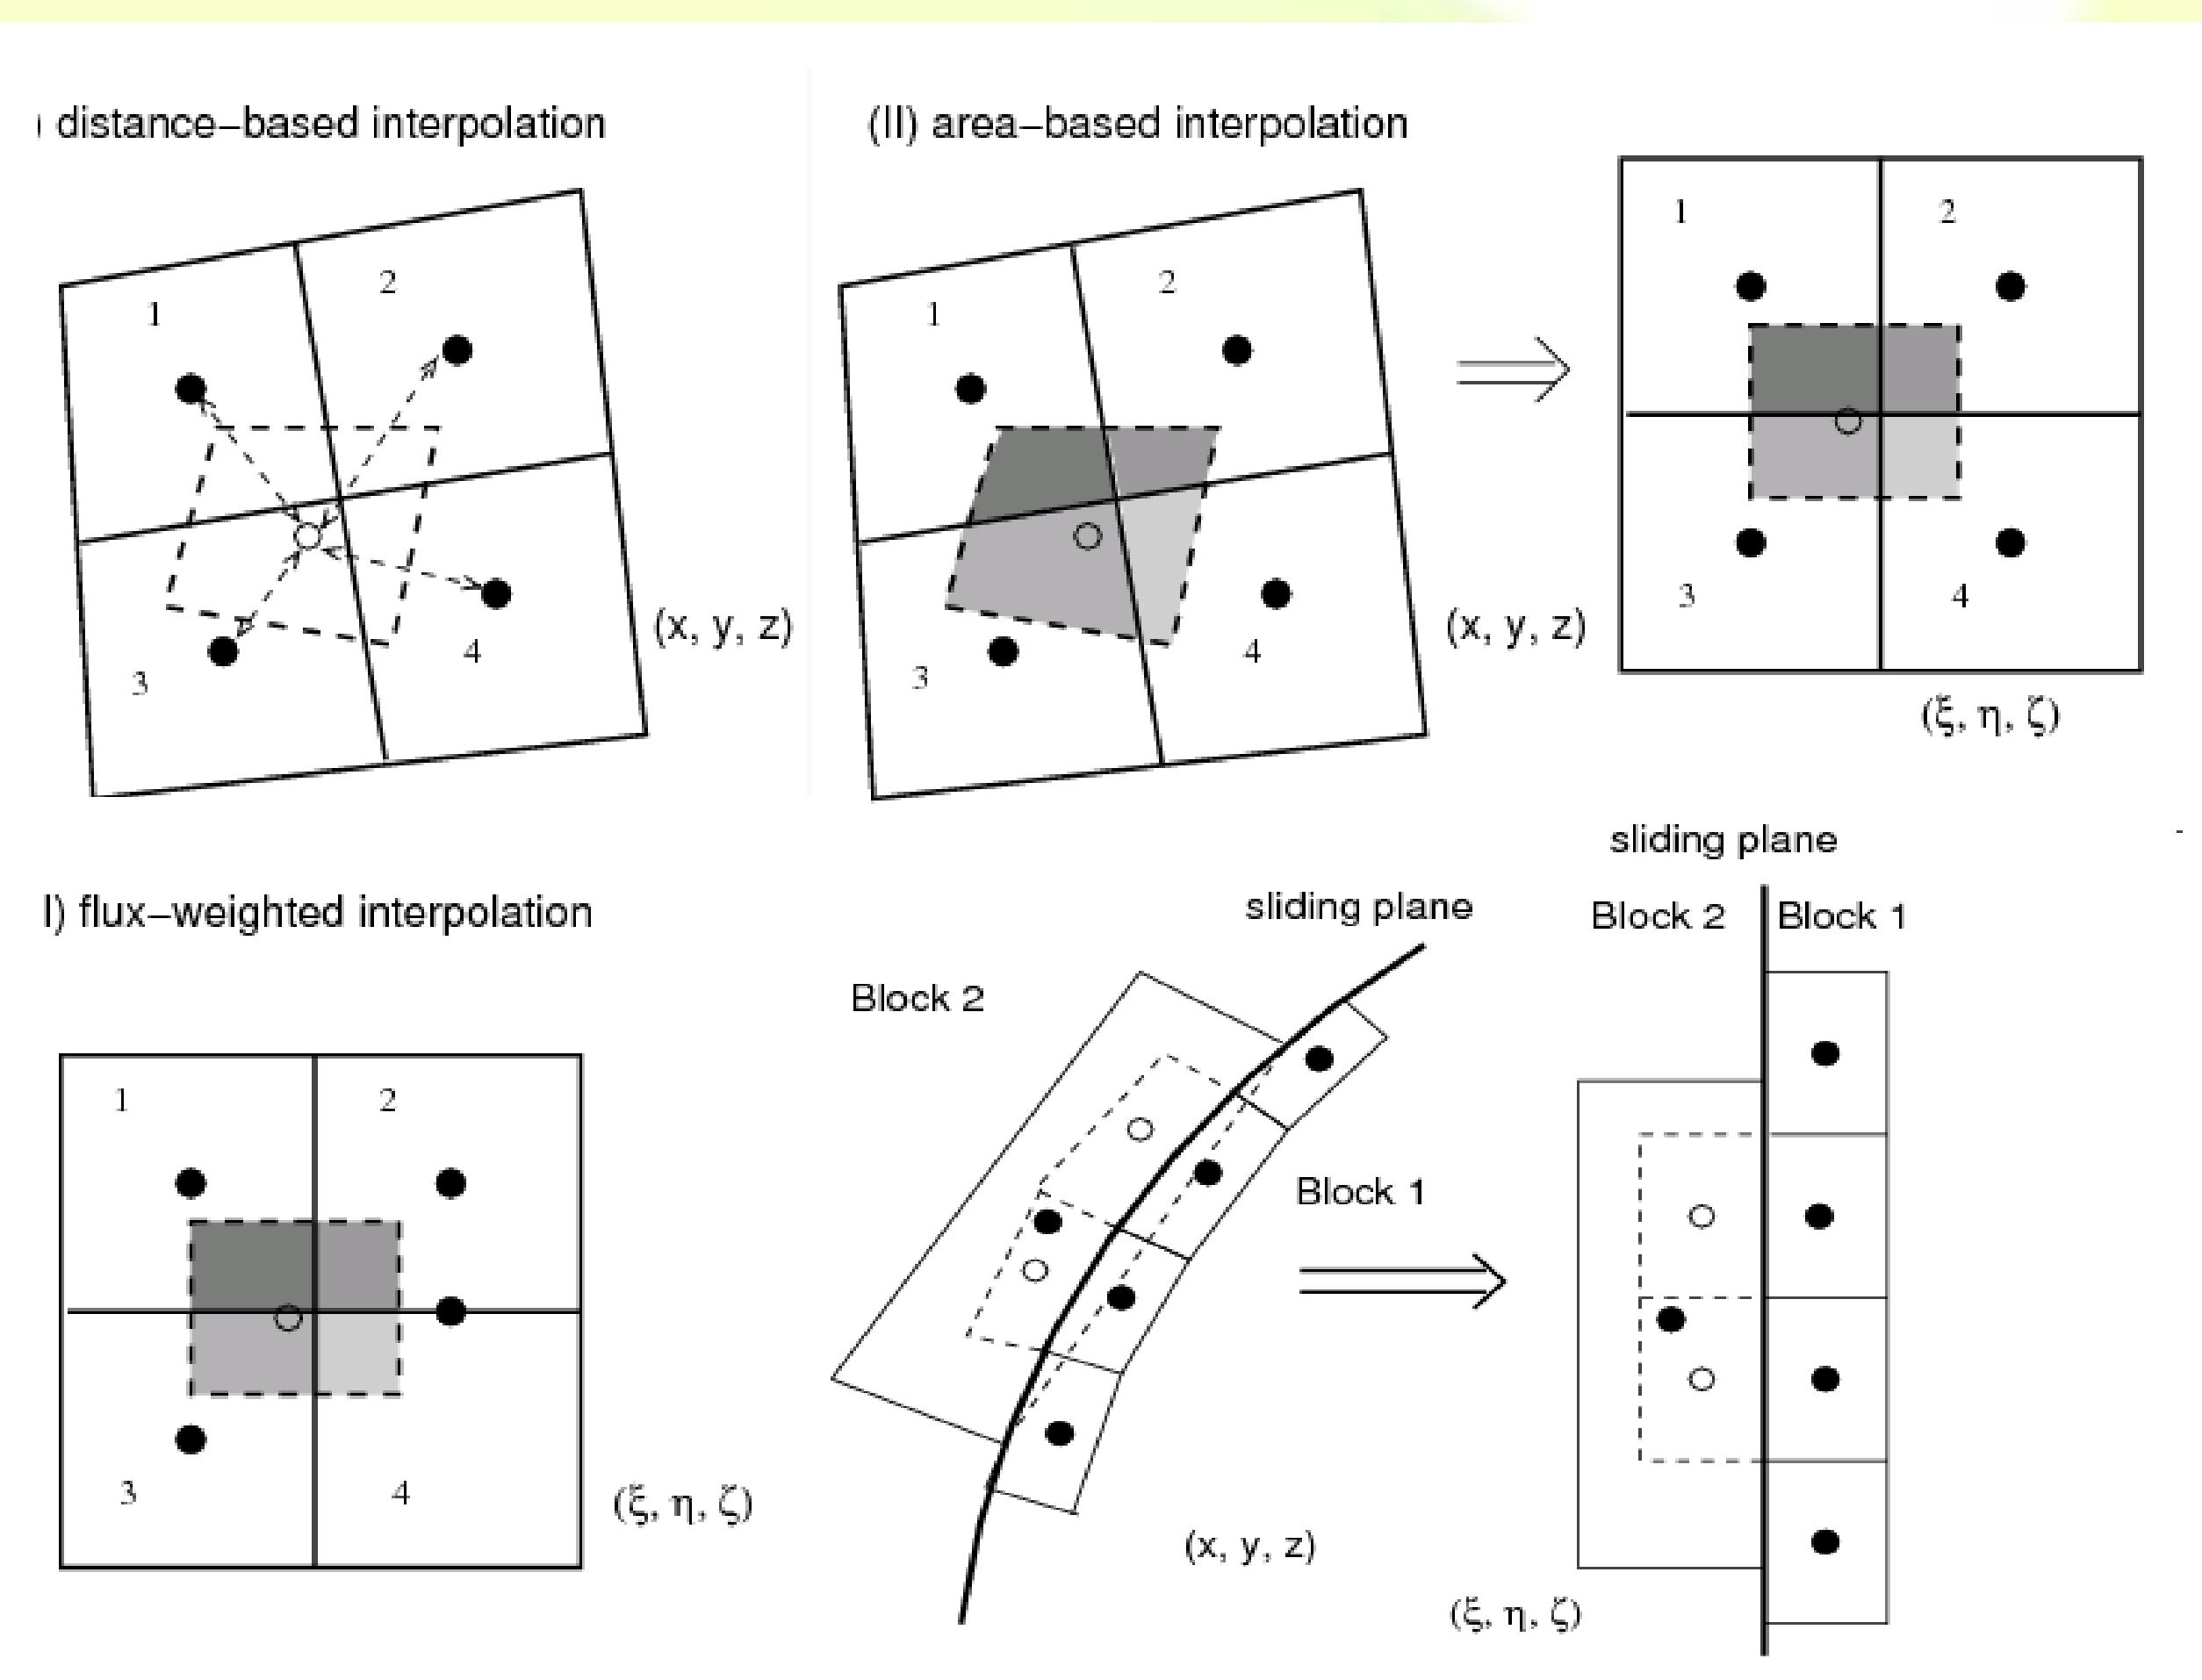 ) distance–based interpolation
1
2
3
4
(x, y, z)
(II) area–based interpolation
1
2
3
4
(x, y, z)
1
2
3
4
(ξ, η, ζ)
I) flux–weighted interpolation
1
2
3
4
(ξ, η, ζ)
sliding plane
Block 2
Block 1
(x, y, z)
sliding plane
Block 2 Block 1
(ξ, η, ζ)